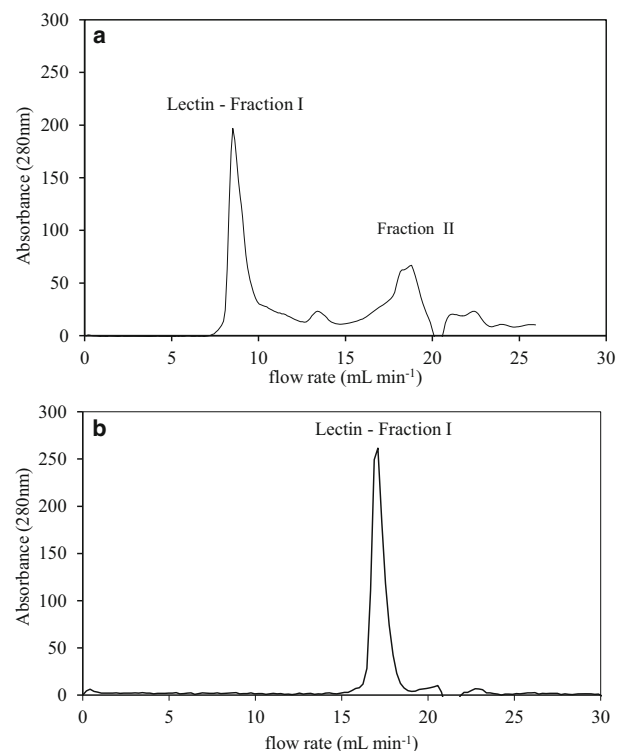 a
300
250
200
150
100
50
0
Absorbance (280nm)
Lectin - Fraction I
Fraction II
0 5 10 15 20 25 30
flow rate (mL min-1)
b
300
250
200
150
100
50
0
Absorbance (280nm)
Lectin - Fraction I
0 5 10 15 20 25 30
flow rate (mL min-1)